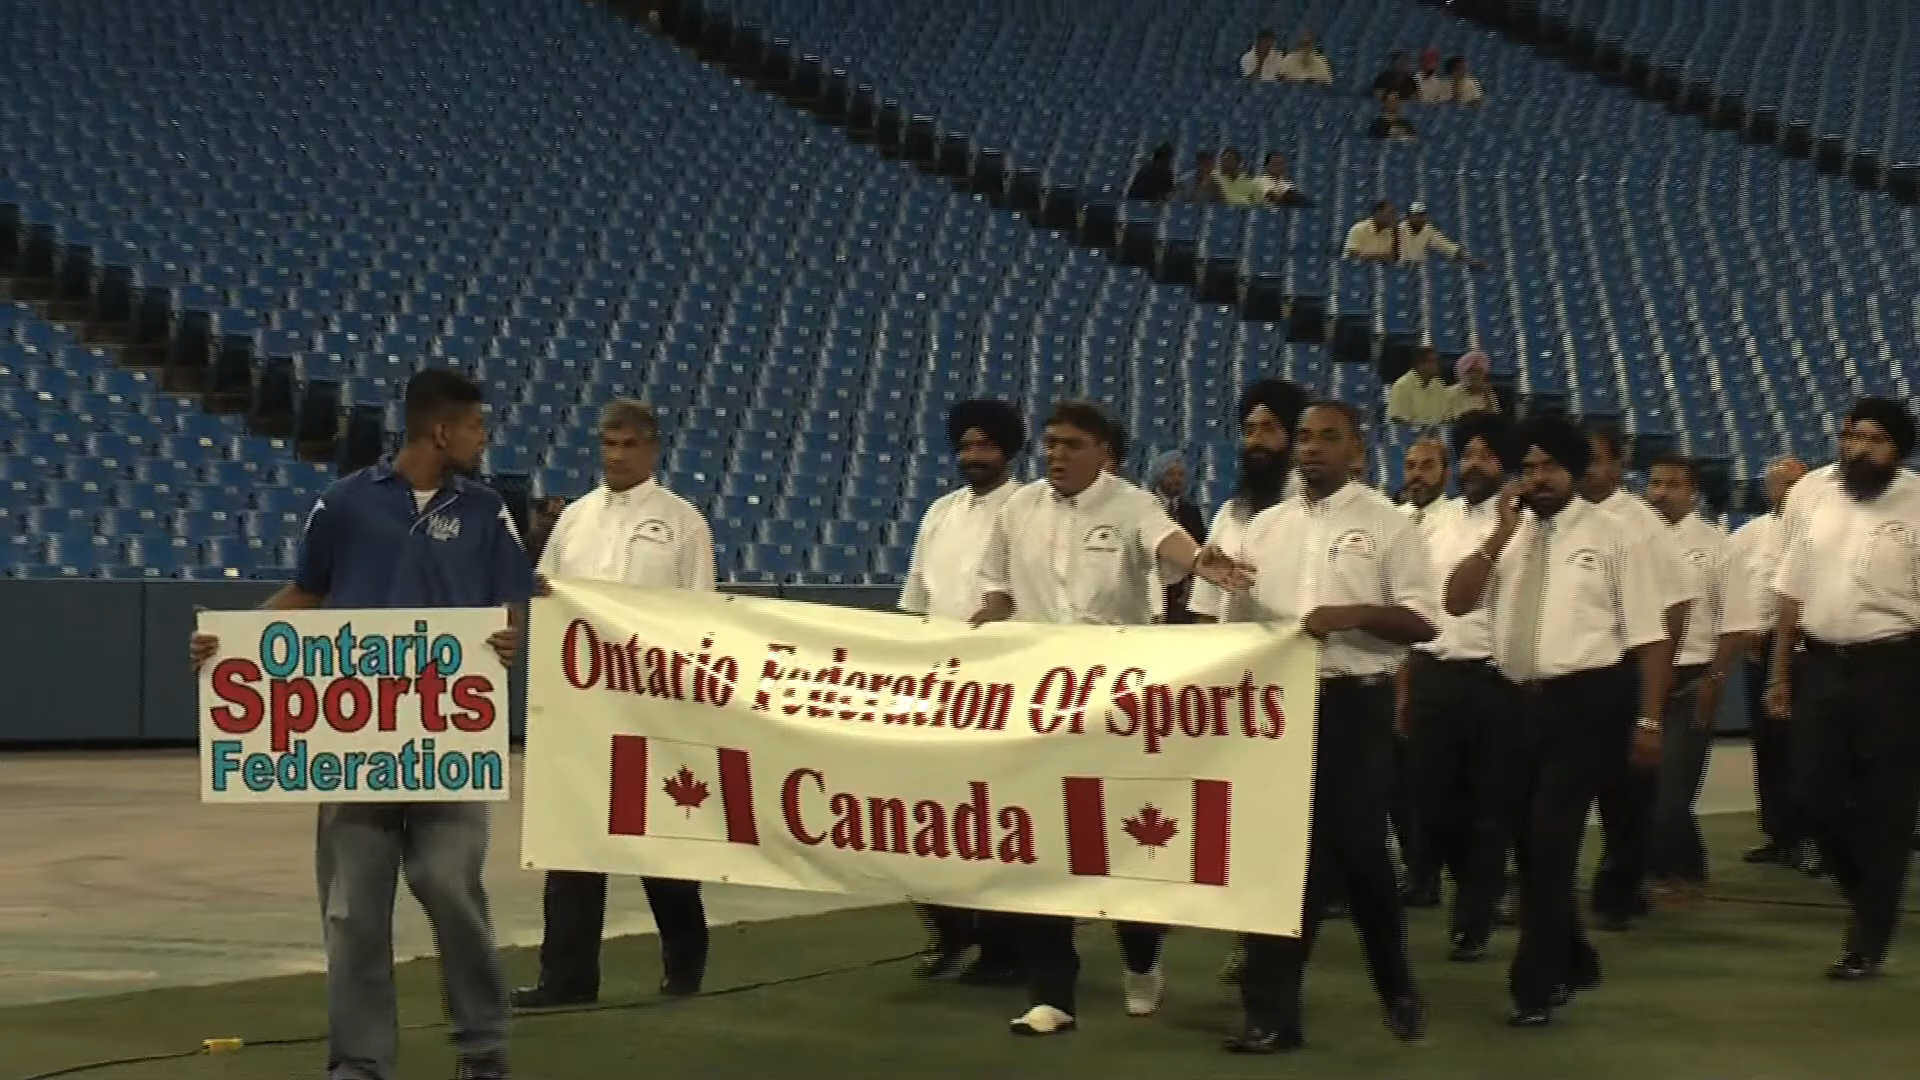 Ontario
Sports
Federation
Ontario Federation Of Sports
Canada